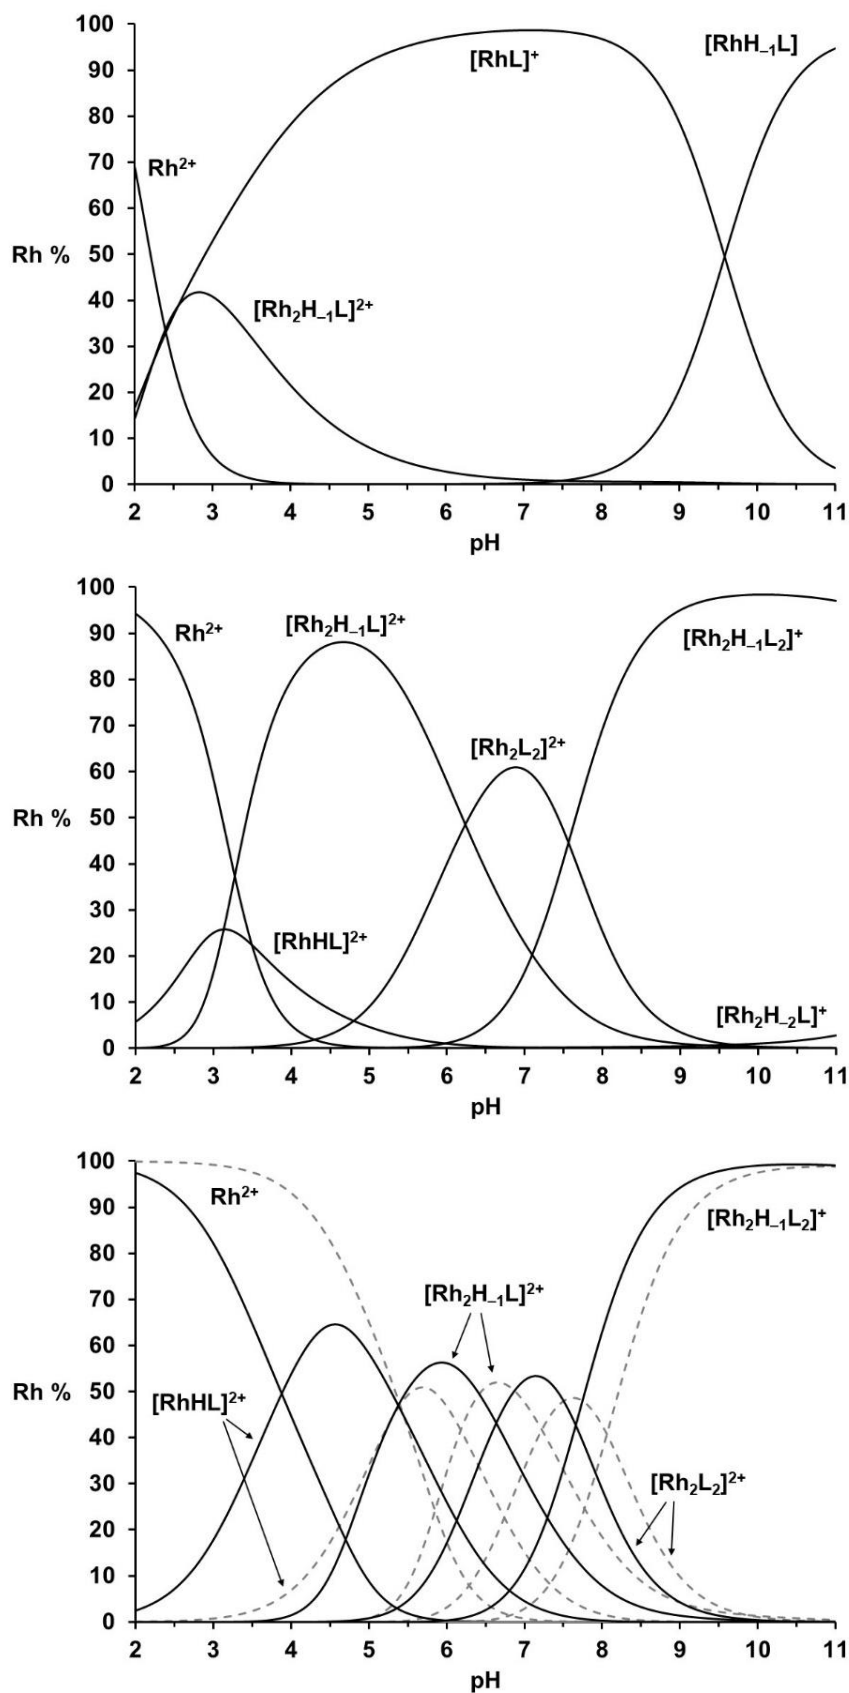 100
[RhL]⁺
[RhH₋₁L]
90
80
Rh²⁺
70
60
Rh %
50
40
[Rh₂H₋₁L]²⁺
30
20
10
0
2 3 4 5 6 7 8 9 10 11
pH
100
Rh²⁺
[Rh₂H₋₁L]²⁺
[Rh₂H₋₁L₂]⁺
90
80
70
[Rh₂L₂]²⁺
60
Rh %
50
40
30
[RhHL]²⁺
20
10
[Rh₂H₋₂L]⁺
0
2 3 4 5 6 7 8 9 10 11
pH
100
Rh²⁺
[Rh₂H₋₁L₂]⁺
90
80
70
[Rh₂H₋₁L]²⁺
60
Rh %
50
[RhHL]²⁺
40
30
[Rh₂L₂]²⁺
20
10
0
2 3 4 5 6 7 8 9 10 11
pH